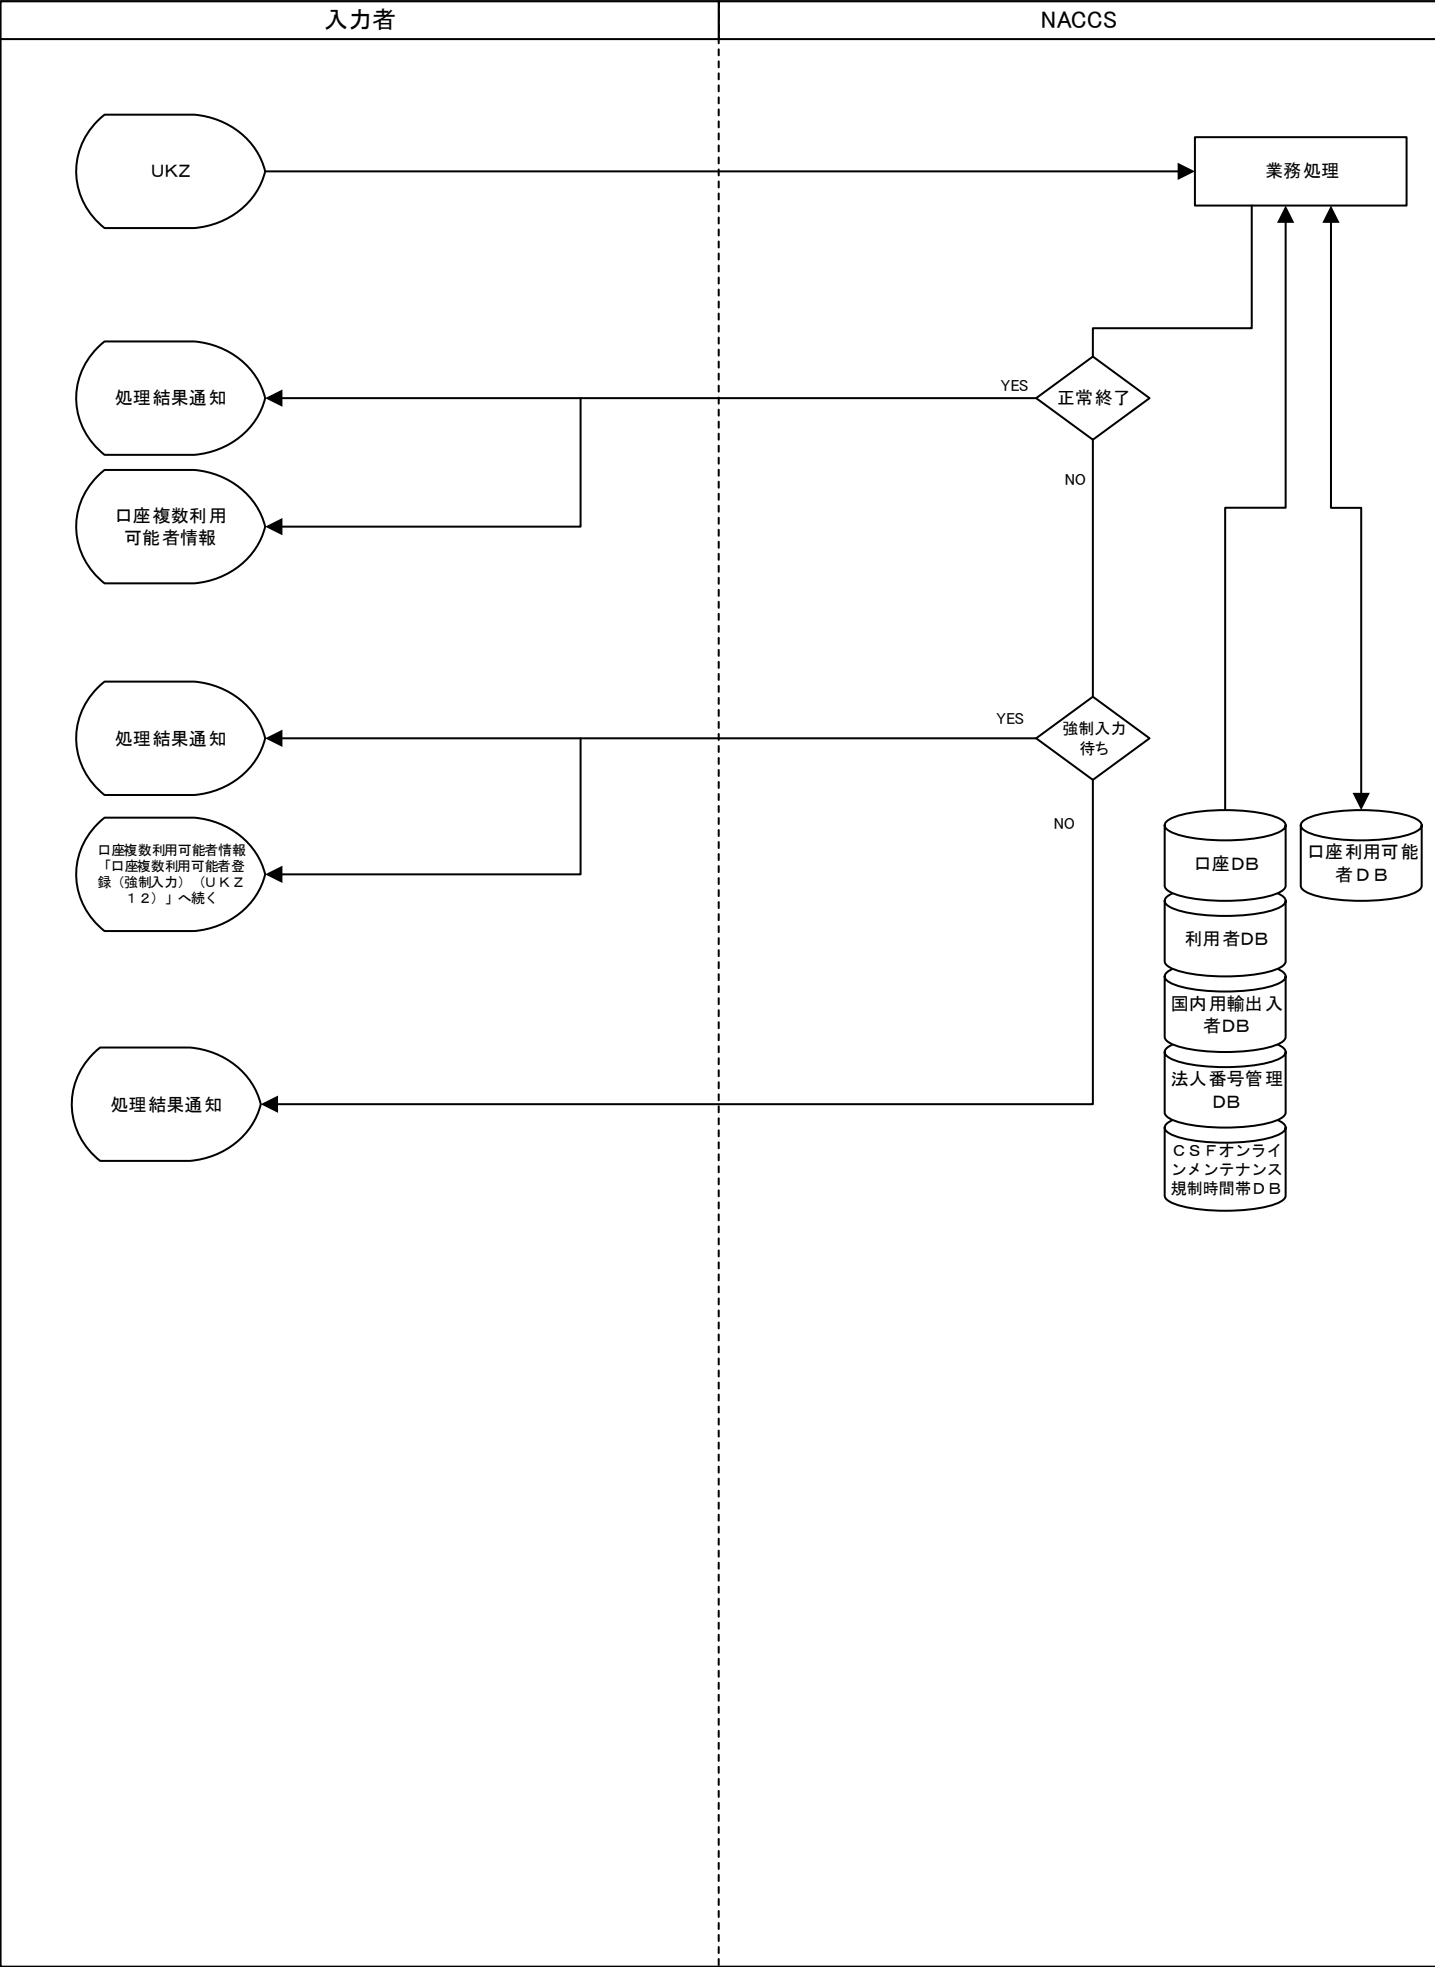 入力者
NACCS
UKZ
業務処理
処理結果通知
YES
正常終了
NO
口座複数利用
可能者情報
処理結果通知
YES
強制入力
待ち
NO
口座複数利用可能者情報
「口座複数利用可能者登
録（強制入力）（ＵＫＺ
１２）」へ続く
口座DB
口座利用可能
者ＤＢ
利用者DB
国内用輸出入
者DB
処理結果通知
法人番号管理
DB
ＣＳＦオンライ
ンメンテナンス
規制時間帯ＤＢ